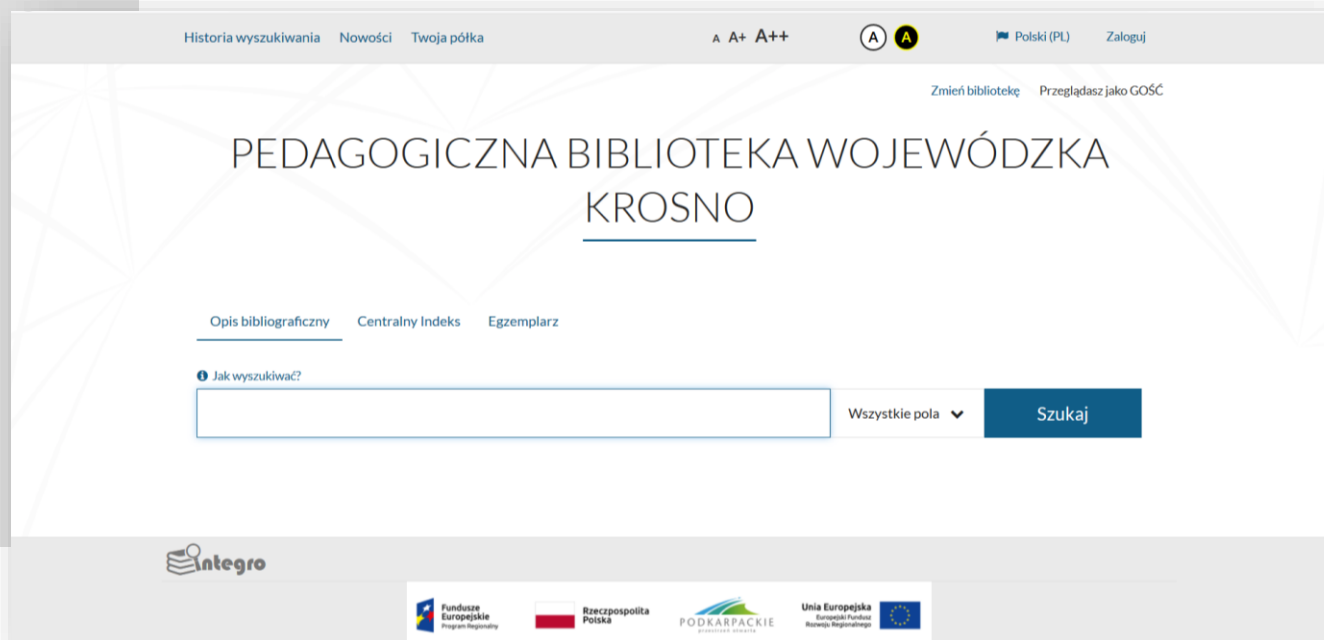 Historia wyszukiwania Nowości Twoja półka A A+ A++ A A Polski (PL) Zaloguj
Zmień bibliotekę Przeglądasz jako GOŚĆ
PEDAGOGICZNA BIBLIOTEKA WOJEWÓDZKA
KROSNO
Opis bibliograficzny Centralny Indeks Egzemplarz
Jak wyszukiwać?
Wszystkie pola Szukaj
integro
Fundusze
Europejskie
Program Regionalny
Rzeczpospolita
Polska
PODKARPACKIE
przestrzeń otwarta
Unia Europejska
Europejski Fundusz
Rozwoju Regionalnego